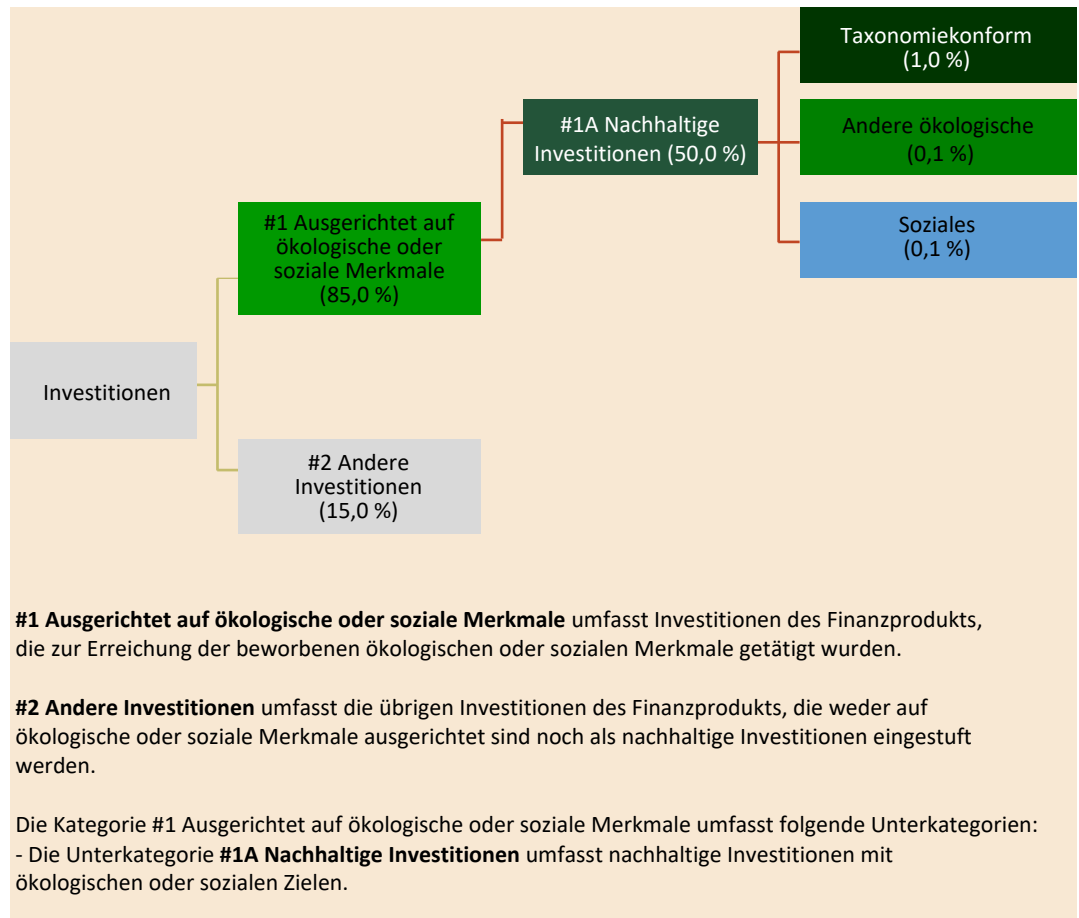 Taxonomiekonform
(1,0 %)
#1A Nachhaltige
Investitionen (50,0 %)
Andere ökologische
(0,1 %)
#1 Ausgerichtet auf
ökologische oder
soziale Merkmale
(85,0 %)
Soziales
(0,1 %)
Investitionen
#2 Andere
Investitionen
(15,0 %)
#1 Ausgerichtet auf ökologische oder soziale Merkmale umfasst Investitionen des Finanzprodukts,
die zur Erreichung der beworbenen ökologischen oder sozialen Merkmale getätigt wurden.
#2 Andere Investitionen umfasst die übrigen Investitionen des Finanzprodukts, die weder auf
ökologische oder soziale Merkmale ausgerichtet sind noch als nachhaltige Investitionen eingestuft
werden.
Die Kategorie #1 Ausgerichtet auf ökologische oder soziale Merkmale umfasst folgende Unterkategorien:
- Die Unterkategorie #1A Nachhaltige Investitionen umfasst nachhaltige Investitionen mit
ökologischen oder sozialen Zielen.